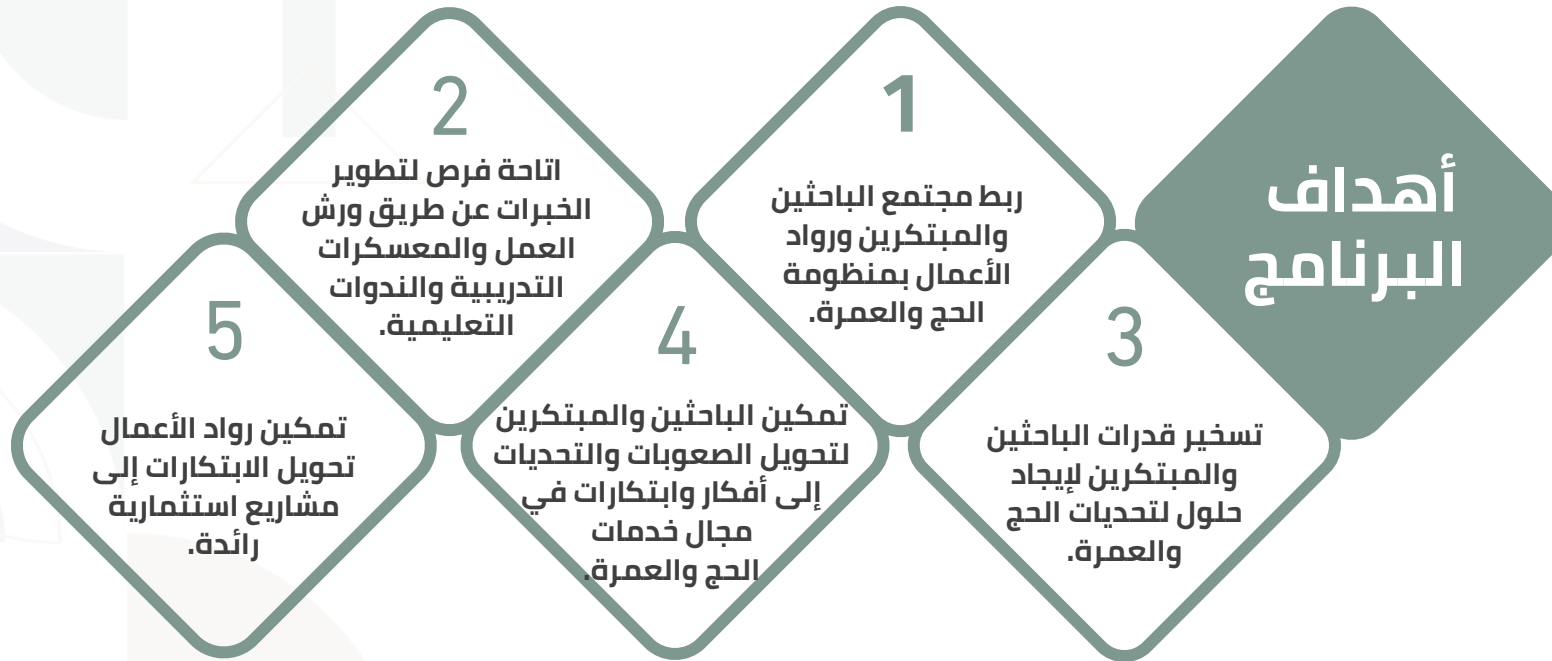 أهداف
البرنامج
1
ربط مجتمع الباحثين
والمبتكرين ورواد
الأعمال بمنظومة
الحج والعمرة.
2
اتاحة فرص لتطوير
الخبرات عن طريق ورش
العمل والمعسكرات
التدريبية والندوات
التعليمية.
3
تسخير قدرات الباحثين
والمبتكرين لإيجاد
حلول لتحديات الحج
والعمرة.
4
تمكين الباحثين والمبتكرين
لتحويل الصعوبات والتحديات
إلى أفكار وابتكارات في
مجال خدمات
الحج والعمرة.
5
تمكين رواد الأعمال
تحويل الابتكارات إلى
مشاريع استثمارية
رائدة.